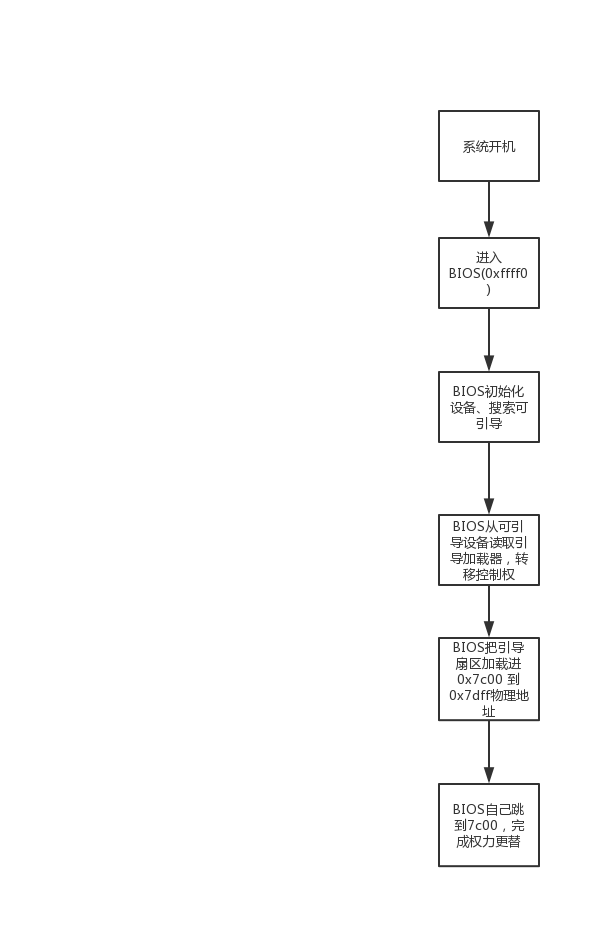 系统开机
进入
BIOS(0xffff0
)
BIOS初始化
设备、搜索可
引导
BIOS从可引
导设备读取引
导加载器，转
移控制权
BIOS把引导
扇区加载进
0x7c00 到
0x7dff物理地
址
BIOS自己跳
到7c00，完
成权力更替